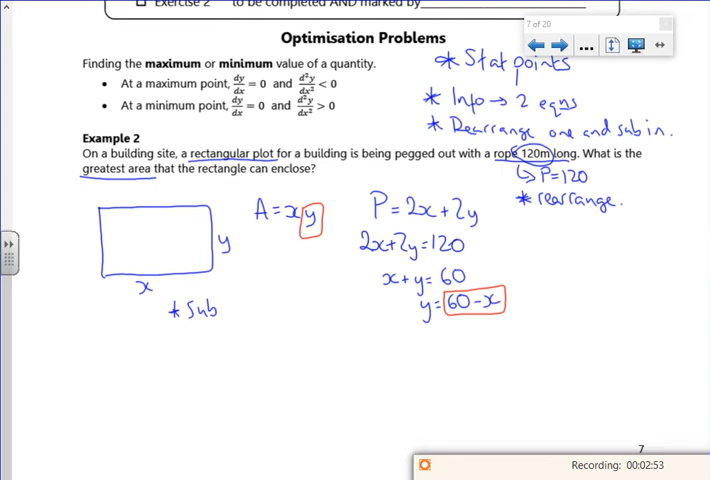 Exercise 2 to be completed AND marked by
7 of 20
Optimisation Problems
* Stat points
Finding the maximum or minimum value of a quantity.
• At a maximum point, dy/dx = 0 and d²y/dx² < 0
* Info → 2 eqns
• At a minimum point, dy/dx = 0 and d²y/dx² > 0
* Rearrange one and sub in.
Example 2
On a building site, a rectangular plot for a building is being pegged out with a rope 120m long. What is the
greatest area that the rectangle can enclose?
↳ P=120
* rearrange.
A = xy
P = 2x + 2y
2x+2y=120
y
x+y=60
x
y=60-x
* Sub
7
Recording: 00:02:53